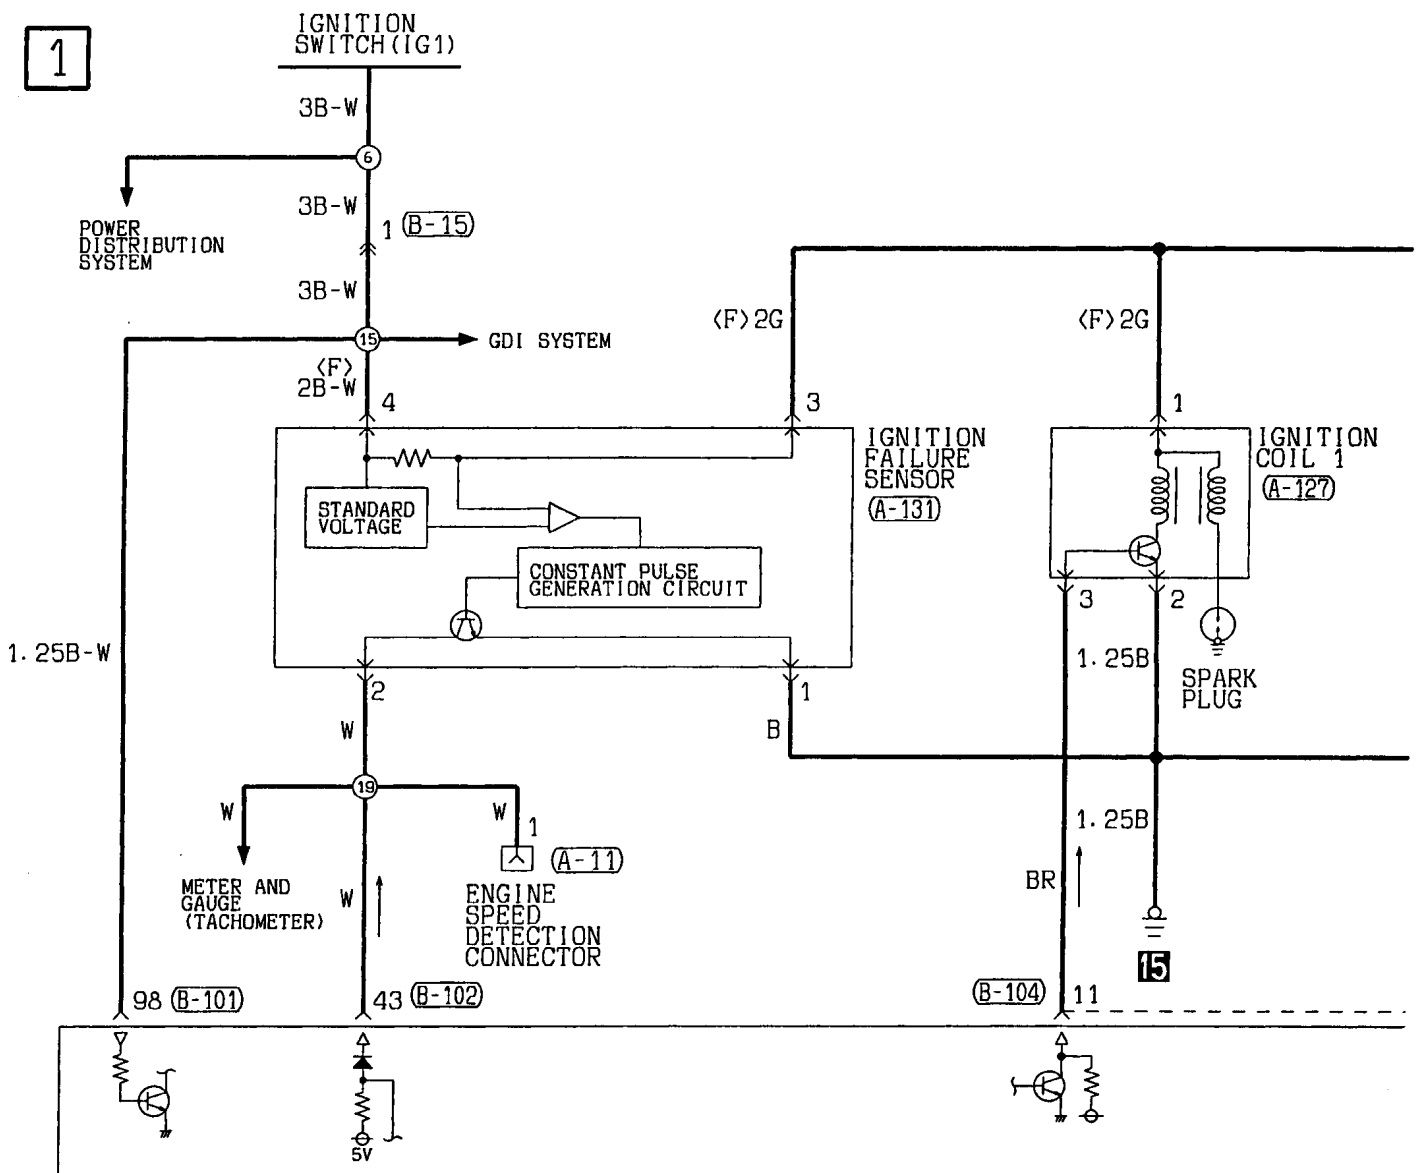 1
IGNITION
SWITCH(IG1)
3B-W
6
3B-W
1 (B-15)
POWER
DISTRIBUTION
SYSTEM
3B-W
<F>2G
<F>2G
15
GDI SYSTEM
<F>
2B-W
4
3
1
IGNITION
FAILURE
SENSOR
(A-131)
IGNITION
COIL 1
(A-127)
STANDARD
VOLTAGE
CONSTANT PULSE
GENERATION CIRCUIT
3
2
1.25B-W
1.25B
SPARK
PLUG
2
1
W
B
19
W
W
1
(A-11)
1.25B
METER AND
GAUGE
(TACHOMETER)
W
ENGINE
SPEED
DETECTION
CONNECTOR
BR
15
98 (B-101)
43 (B-102)
(B-104) 11
5V